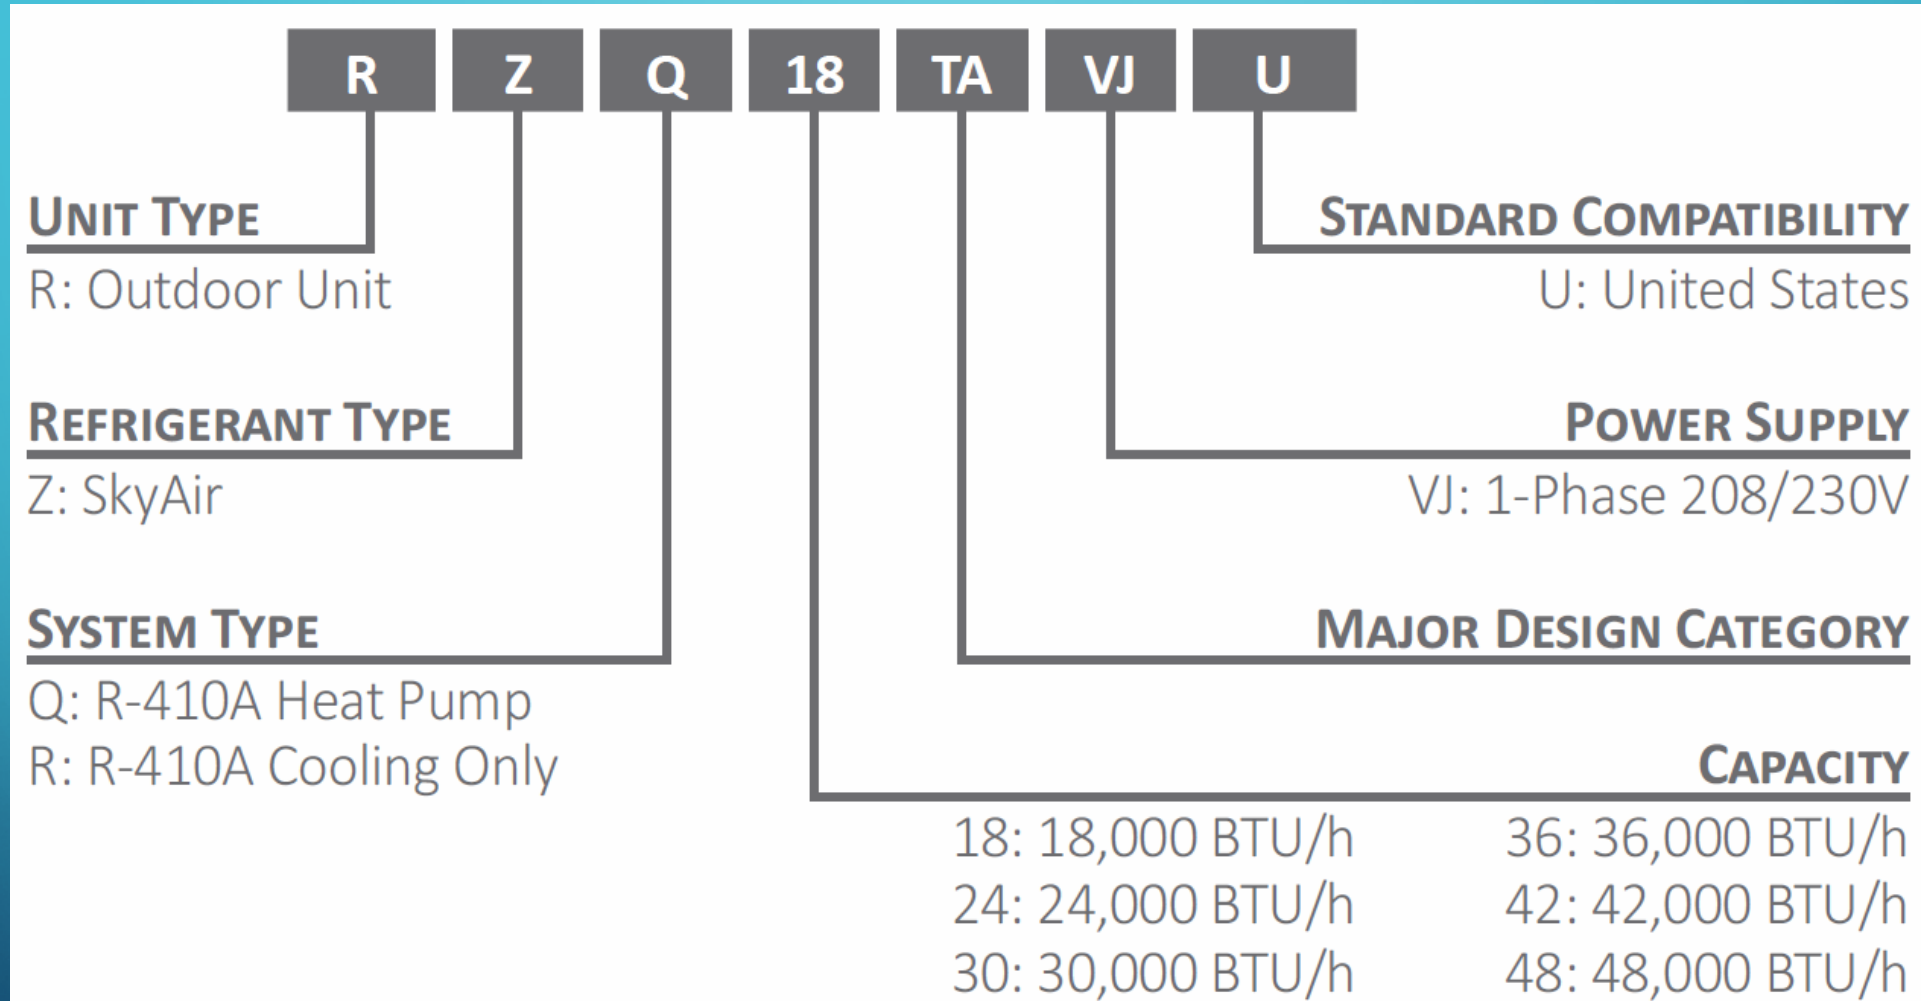 R Z Q 18 TA VJ U
UNIT TYPE
R: Outdoor Unit
REFRIGERANT TYPE
Z: SkyAir
SYSTEM TYPE
Q: R-410A Heat Pump
R: R-410A Cooling Only
STANDARD COMPATIBILITY
U: United States
POWER SUPPLY
VJ: 1-Phase 208/230V
MAJOR DESIGN CATEGORY
CAPACITY
18: 18,000 BTU/h 36: 36,000 BTU/h
24: 24,000 BTU/h 42: 42,000 BTU/h
30: 30,000 BTU/h 48: 48,000 BTU/h